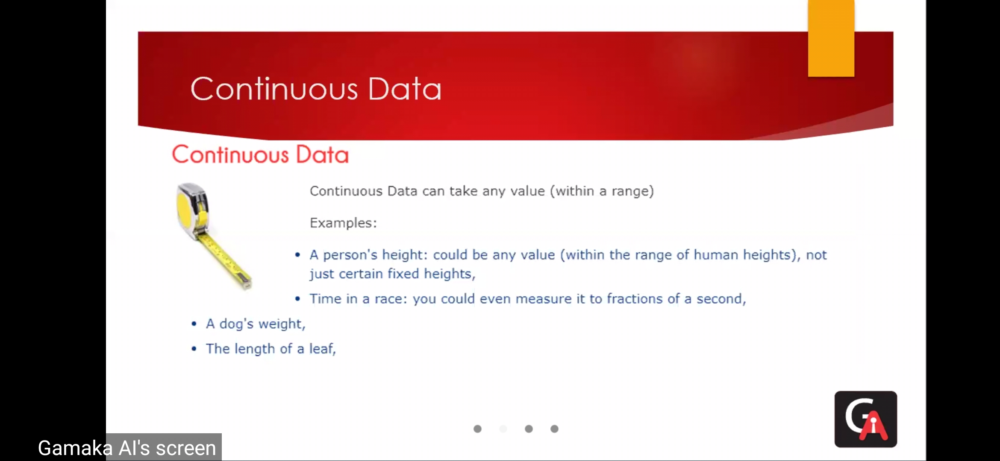 Continuous Data
Continuous Data
Continuous Data can take any value (within a range)
Examples:
• A person's height: could be any value (within the range of human heights), not
just certain fixed heights,
• Time in a race: you could even measure it to fractions of a second,
• A dog's weight,
• The length of a leaf,
GA
Gamaka AI's screen